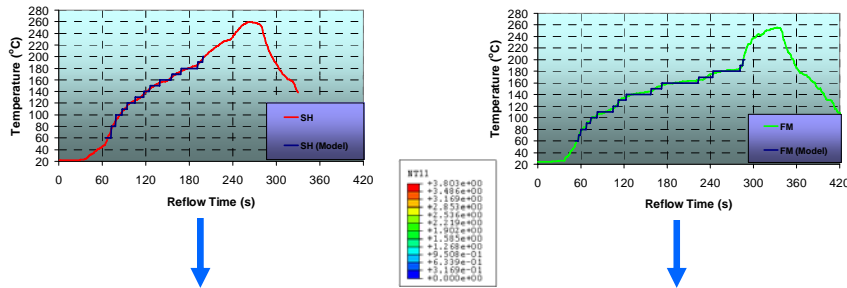 280
260
240
220
200
180
160
140
120
100
80
60
40
20
Temperature (°C)
SH
SH (Model)
0 60 120 180 240 300 360 420
Reflow Time (s)
280
260
240
220
200
180
160
140
120
100
80
60
40
20
Temperature (°C)
FM
FM (Model)
0 60 120 180 240 300 360 420
Reflow Time (s)
NT11
+3.803e+00
+3.486e+00
+3.169e+00
+2.853e+00
+2.536e+00
+2.219e+00
+1.902e+00
+1.585e+00
+1.268e+00
+9.508e-01
+6.339e-01
+3.169e-01
+0.000e+00